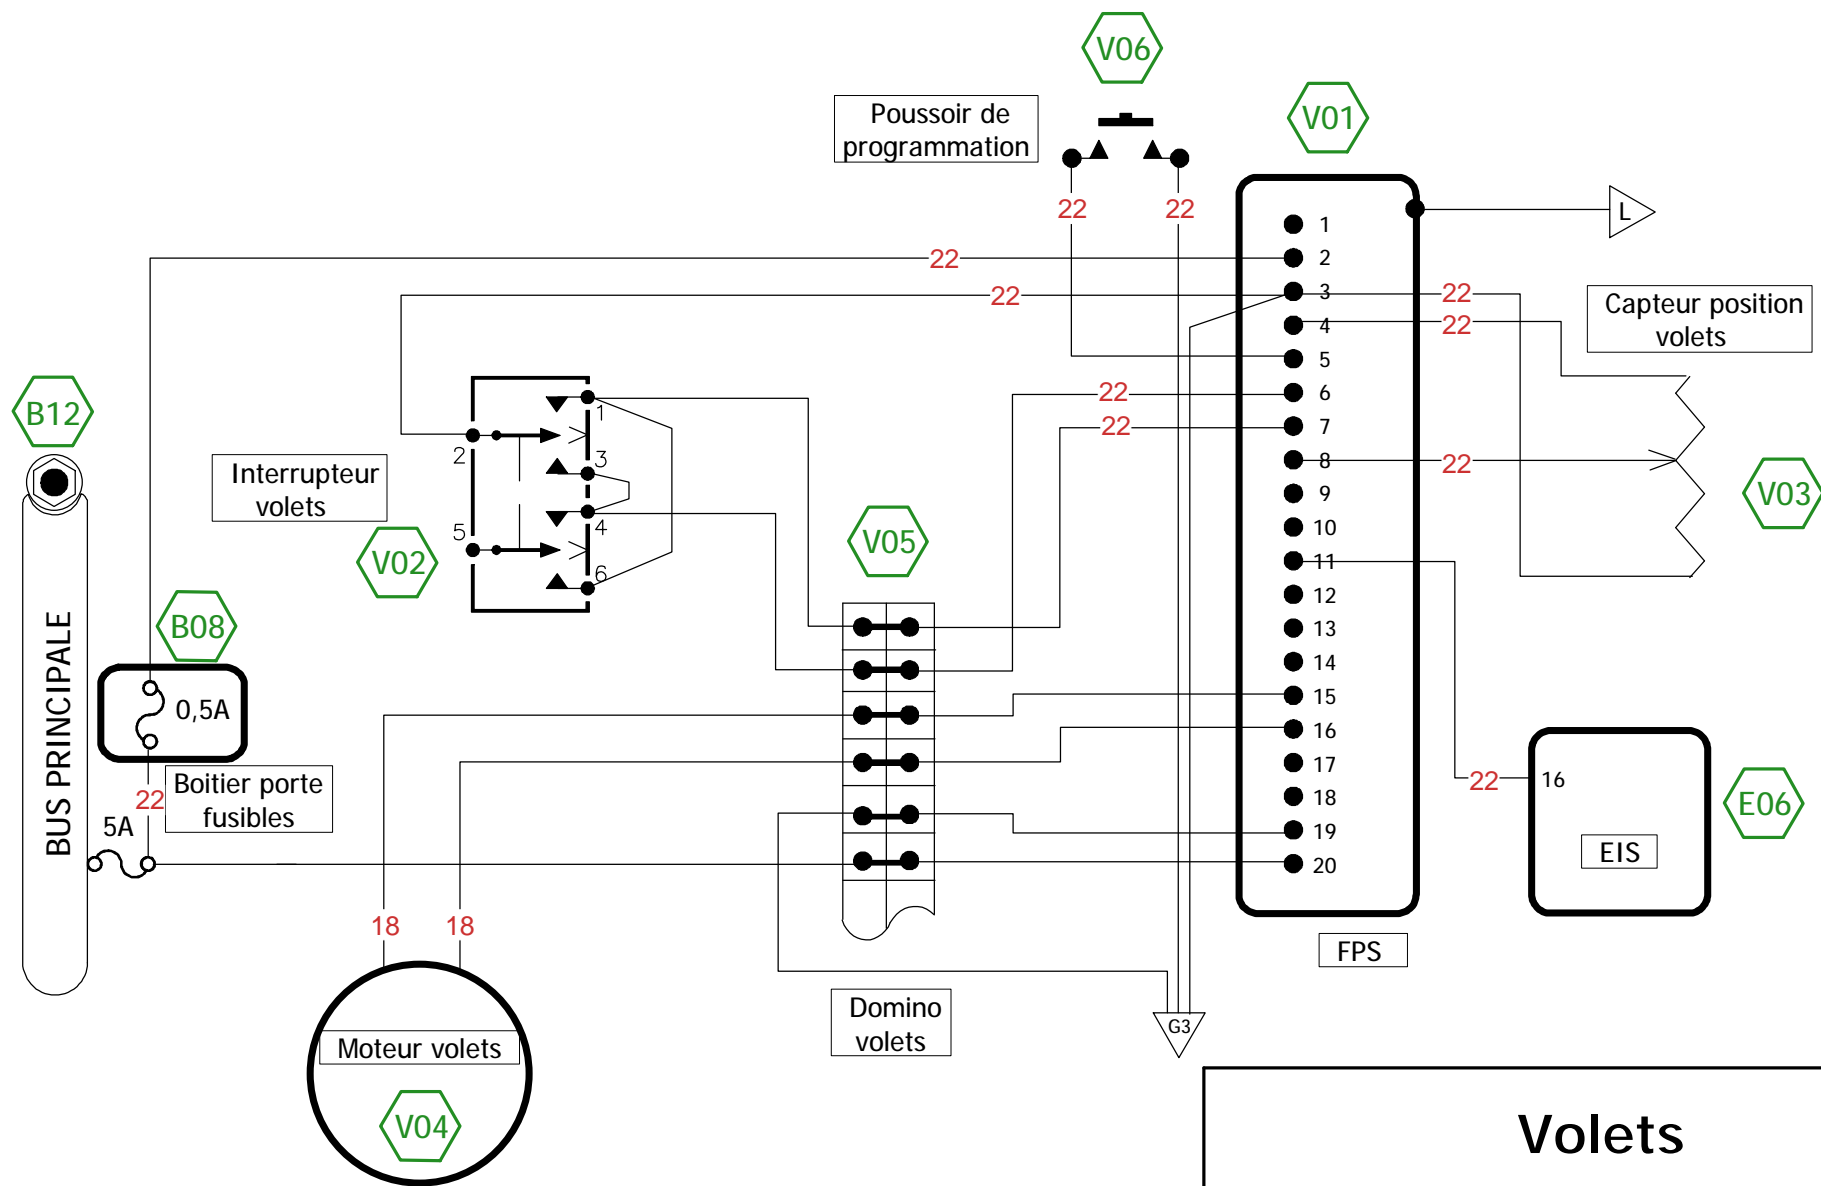 V06
Poussoir de
programmation
V01
22
22
L
1
2
3
4
5
6
7
8
9
10
11
12
13
14
15
16
17
18
19
20
FPS
22
22
22
22
Capteur position
volets
22
V03
22
22
B12
BUS PRINCIPALE
Interrupteur
volets
V02
1
2
3
4
5
6
V05
B08
0,5A
22
Boitier porte
fusibles
5A
18
18
Moteur volets
V04
Domino
volets
G3
22
16
EIS
E06
Volets